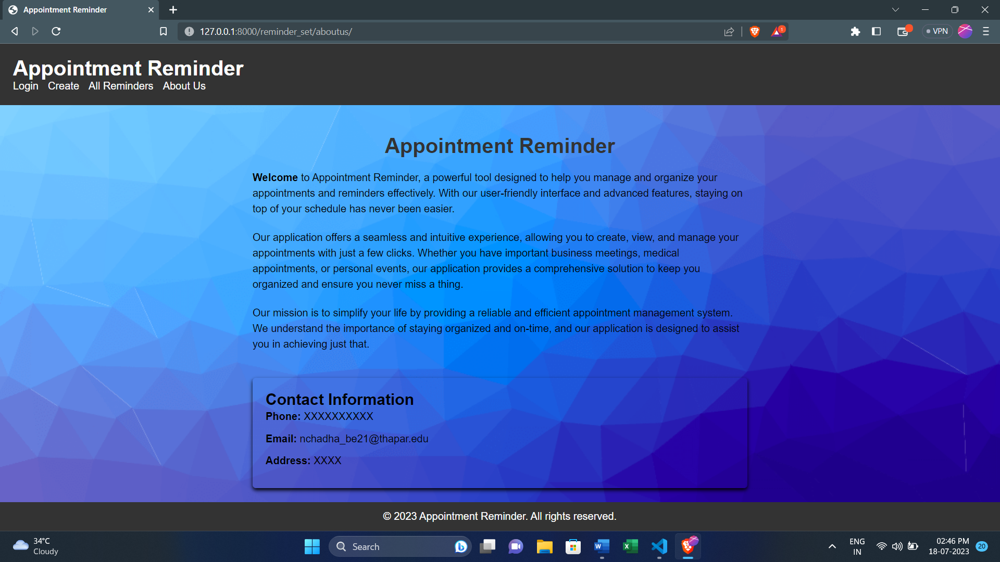 Appointment Reminder
127.0.0.1:8000/reminder_set/aboutus/
1
VPN
Appointment Reminder
Login Create All Reminders About Us
Appointment Reminder
Welcome to Appointment Reminder, a powerful tool designed to help you manage and organize your
appointments and reminders effectively. With our user-friendly interface and advanced features, staying on
top of your schedule has never been easier.
Our application offers a seamless and intuitive experience, allowing you to create, view, and manage your
appointments with just a few clicks. Whether you have important business meetings, medical
appointments, or personal events, our application provides a comprehensive solution to keep you
organized and ensure you never miss a thing.
Our mission is to simplify your life by providing a reliable and efficient appointment management system.
We understand the importance of staying organized and on-time, and our application is designed to assist
you in achieving just that.
Contact Information
Phone: XXXXXXXXXX
Email: nchadha_be21@thapar.edu
Address: XXXX
© 2023 Appointment Reminder. All rights reserved.
34°C
Cloudy
Search
ENG
IN
02:46 PM
18-07-2023
20